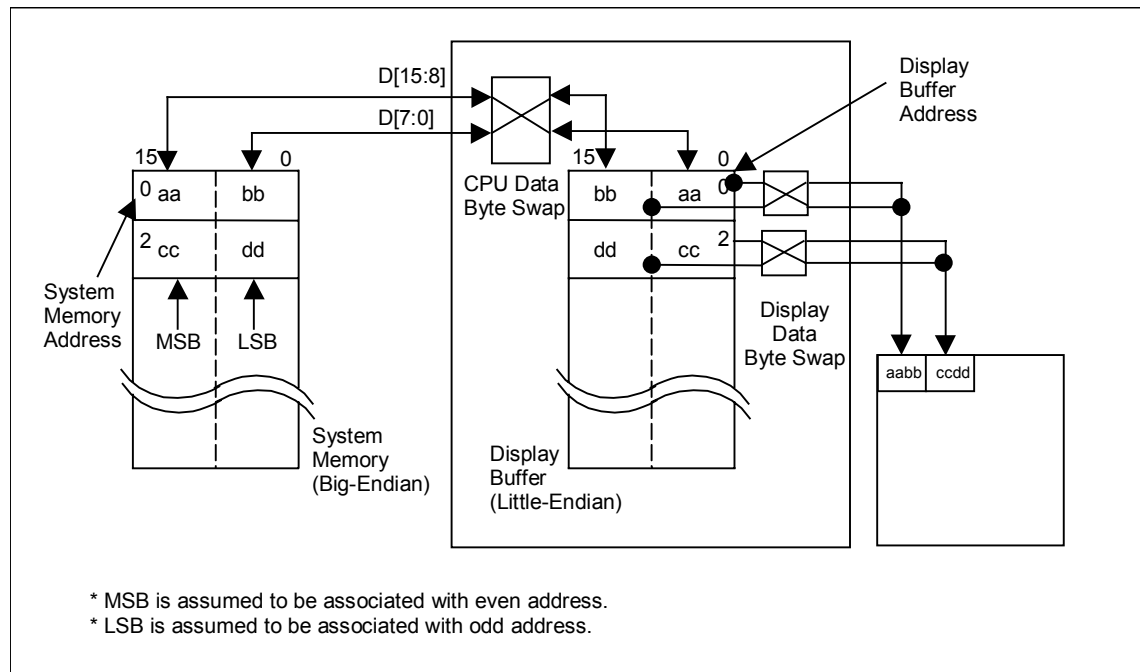 D[15:8]
D[7:0]
Display
Buffer
Address
15
0
15
0
CPU Data
Byte Swap
0
aa
bb
bb
aa
0
2
cc
dd
dd
cc
2
System
Memory
Address
MSB
LSB
Display
Data
Byte Swap
aabb
ccdd
System
Memory
(Big-Endian)
Display
Buffer
(Little-Endian)
* MSB is assumed to be associated with even address.
* LSB is assumed to be associated with odd address.